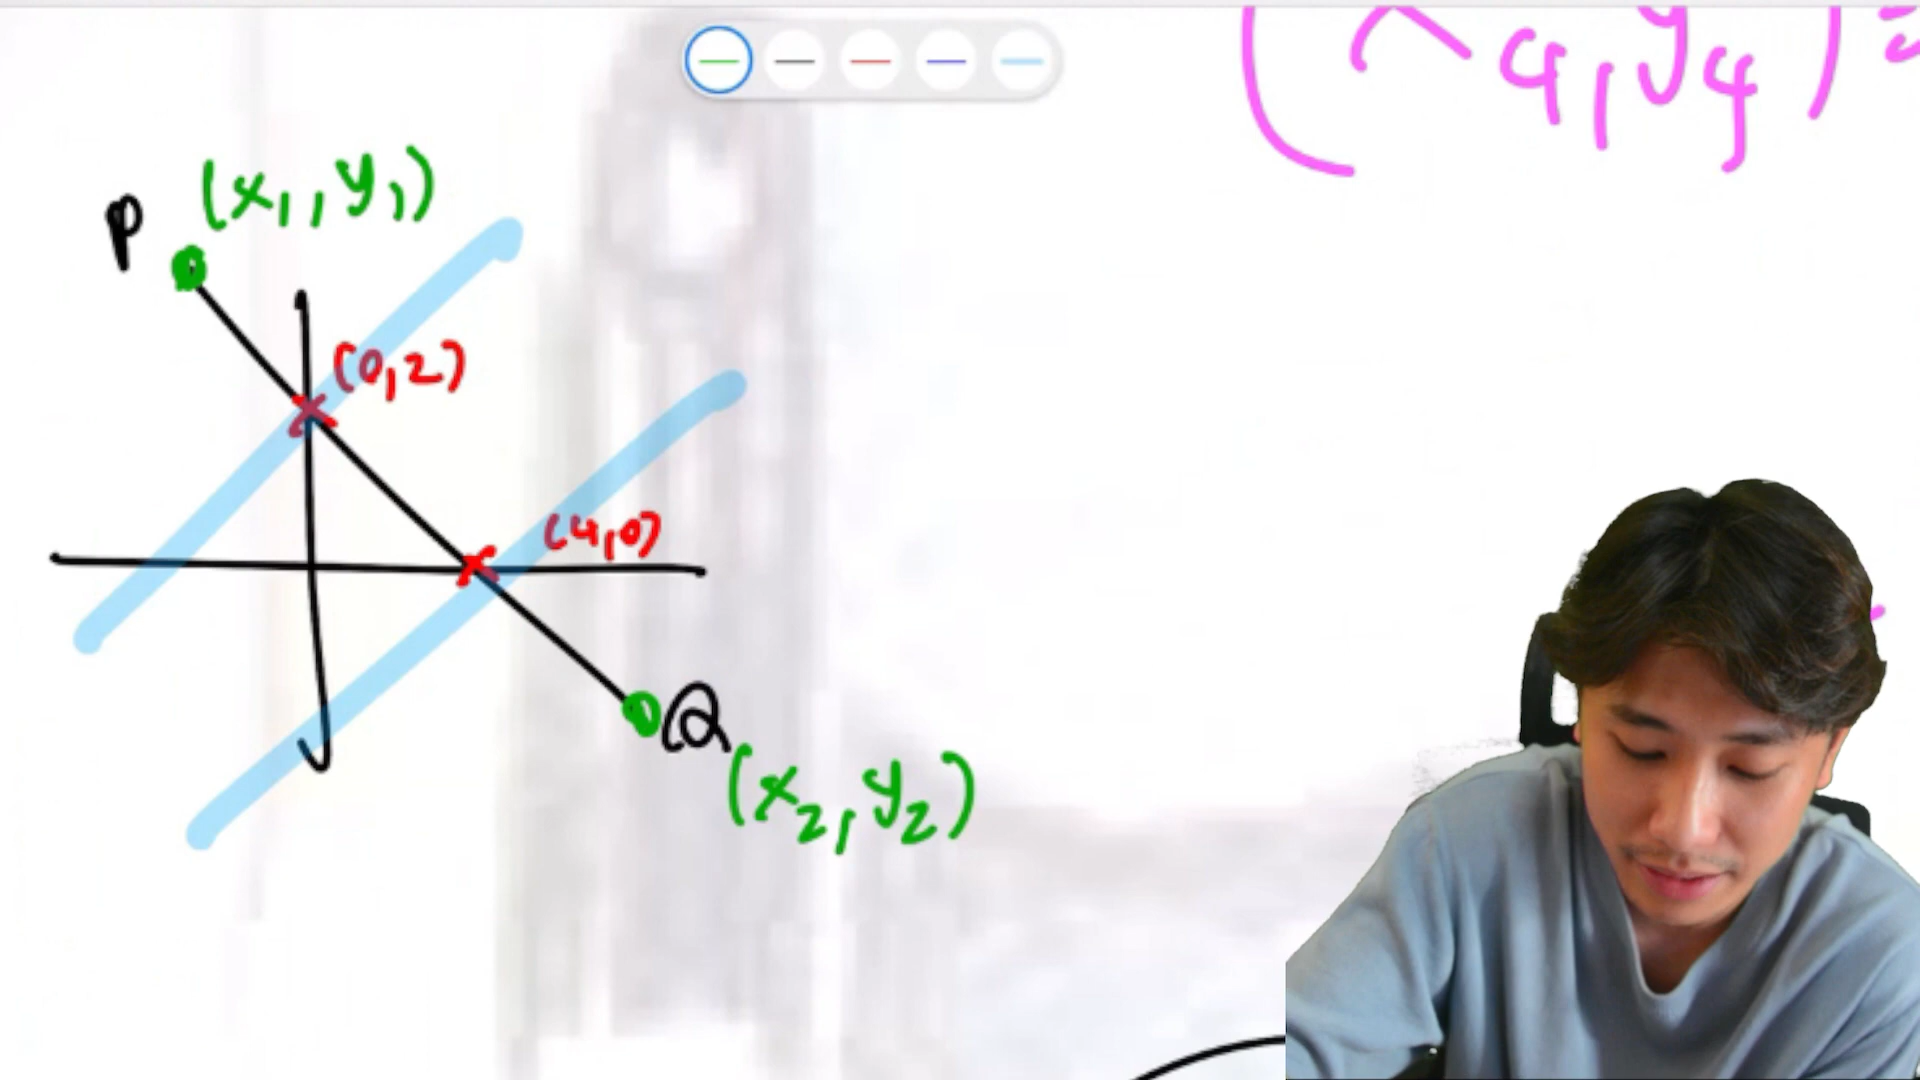 (x₄, y₄)
P (x₁, y₁)
(0, 2)
(4, 0)
Q
(x₂, y₂)